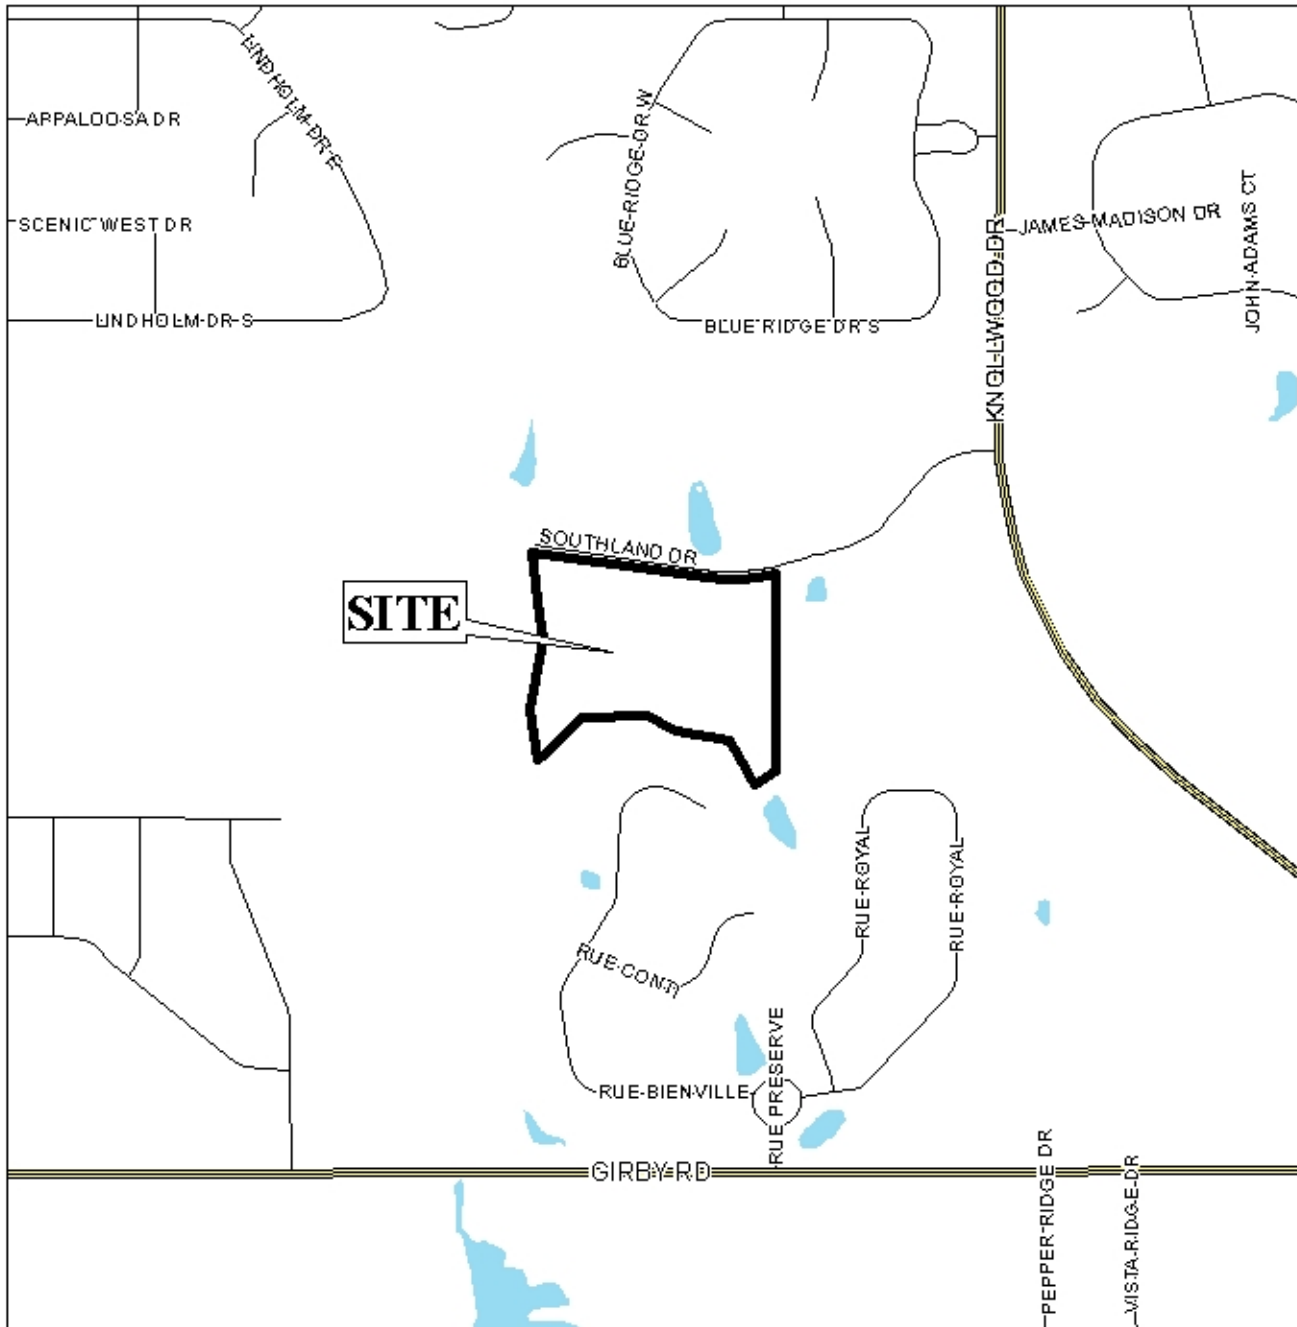 LINDHOLM DR E
APPALOOSA DR
SCENIC WEST DR
LINDHOLM DR S
BLUE RIDGE DR W
BLUE RIDGE DR S
KNOLLWOOD DR
JAMES MADISON DR
JOHN ADAMS CT
SOUTHLAND DR
SITE
RUE ROYAL
RUE ROYAL
RUE CONTI
RUE BIENVILLE
RUE PRESERVE
GIRBY RD
PEPPER RIDGE DR
VISTA RIDGE DR